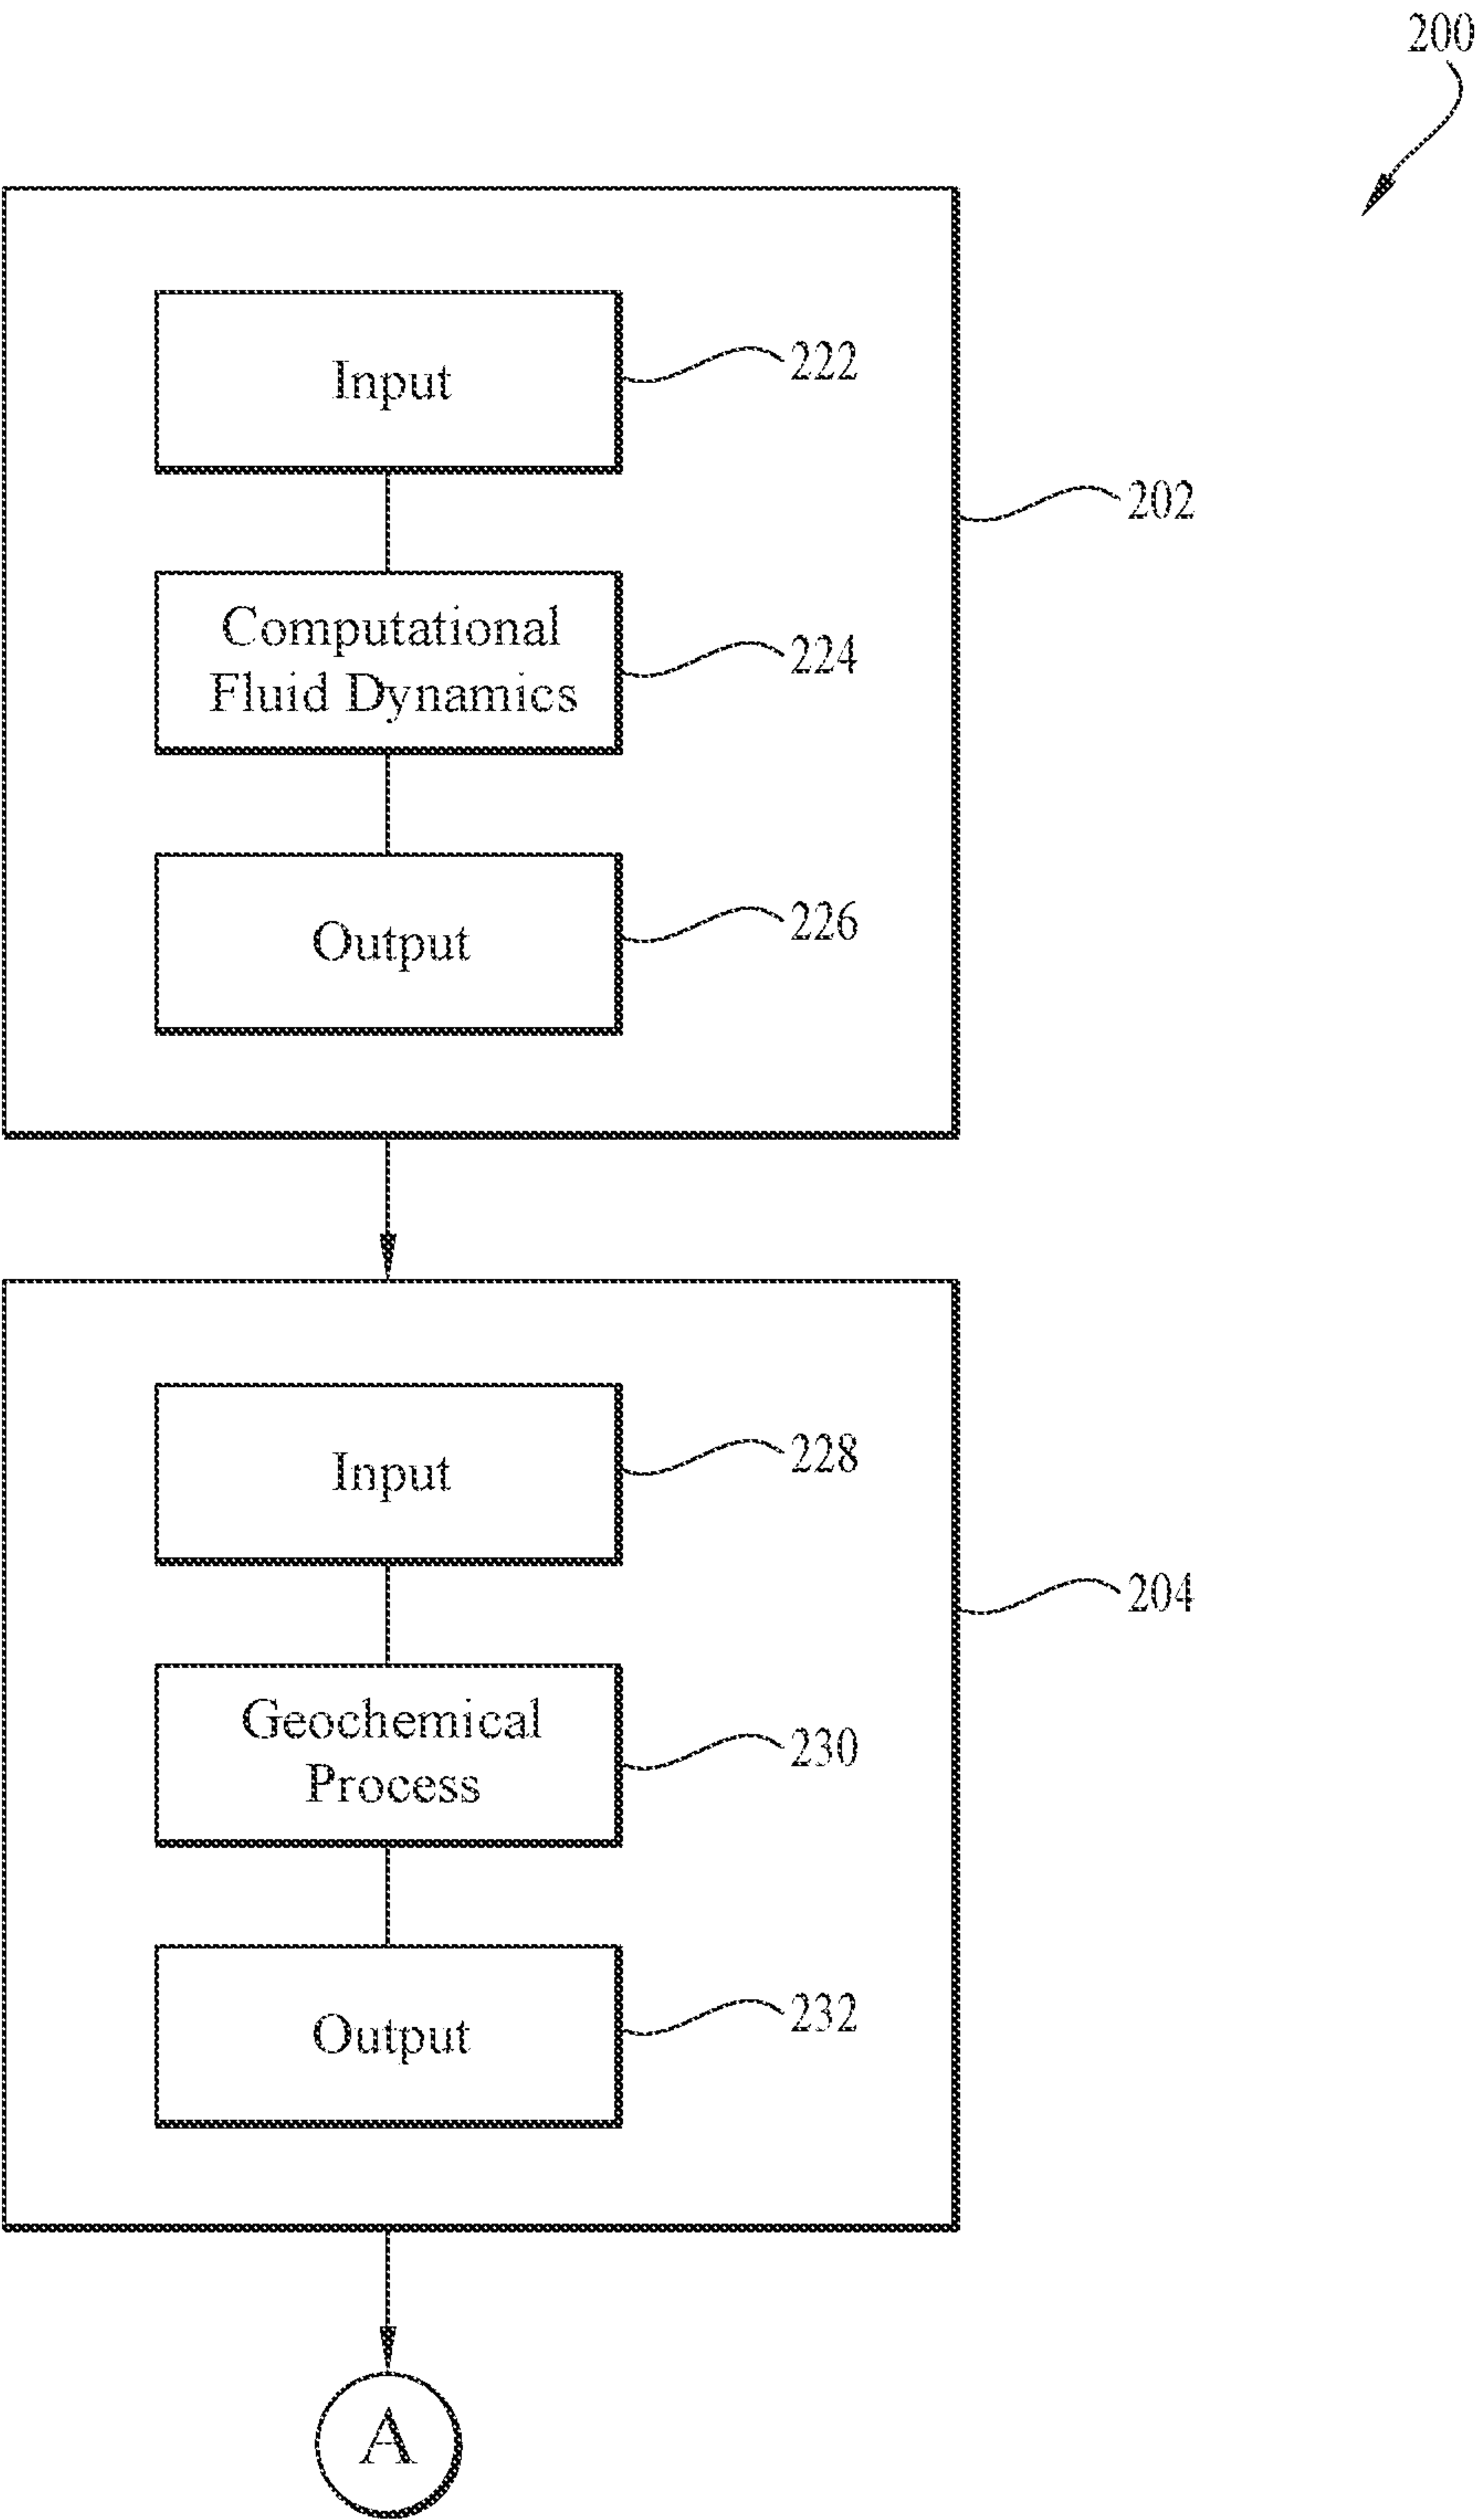 200
Input
222
202
Computational
Fluid Dynamics
224
Output
226
Input
228
204
Geochemical
Process
230
Output
232
A